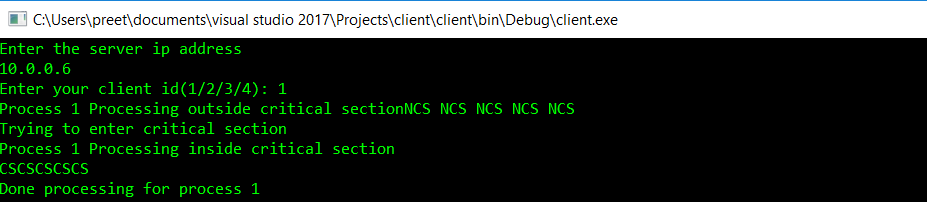 C:\Users\preet\documents\visual studio 2017\Projects\client\client\bin\Debug\client.exe
Enter the server ip address
10.0.0.6
Enter your client id(1/2/3/4): 1
Process 1 Processing outside critical sectionNCS NCS NCS NCS NCS
Trying to enter critical section
Process 1 Processing inside critical section
CSCSCSCSCS
Done processing for process 1